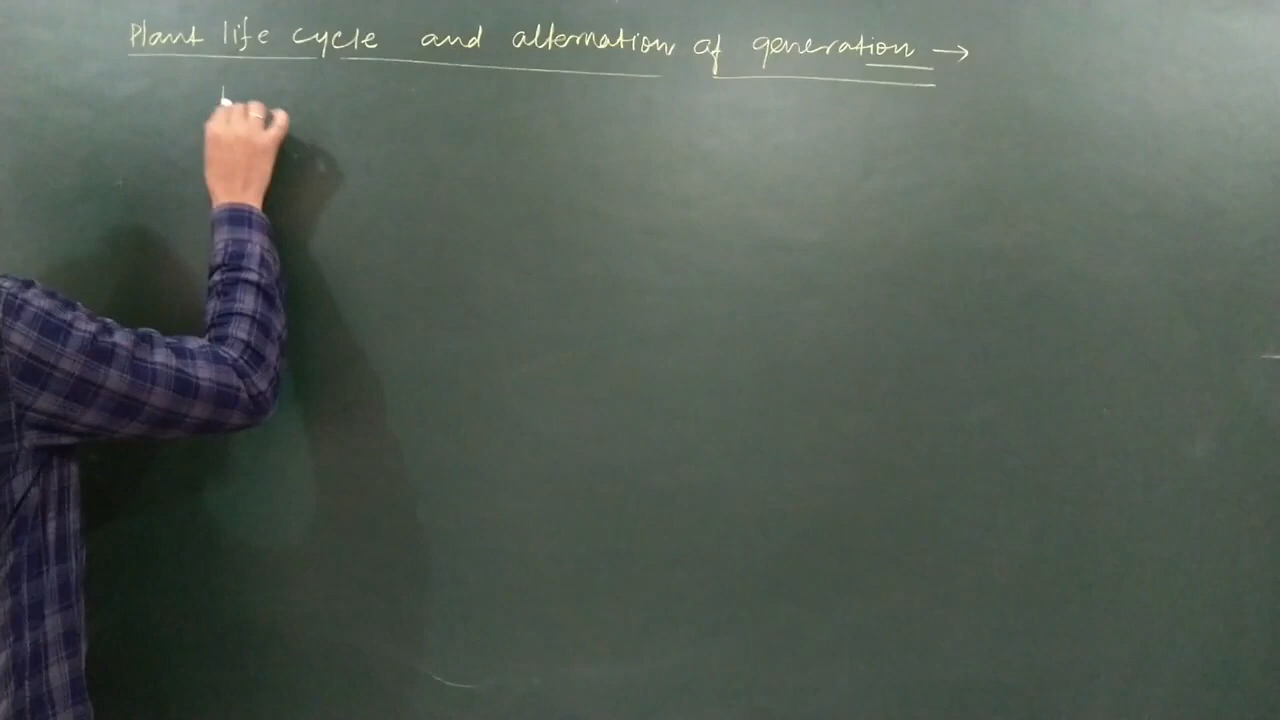 Plant life cycle and alternation of generation →